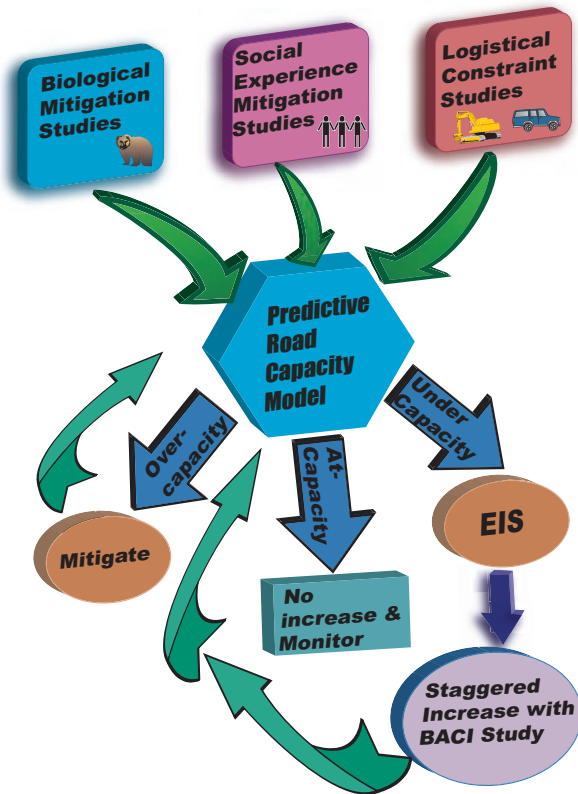 Biological
Mitigation
Studies
Social
Experience
Mitigation
Studies
Logistical
Constraint
Studies
Predictive
Road
Capacity
Model
Over-
capacity
At-
Capacity
Under
Capacity
Mitigate
No
increase &
Monitor
EIS
Staggered
Increase with
BACI Study